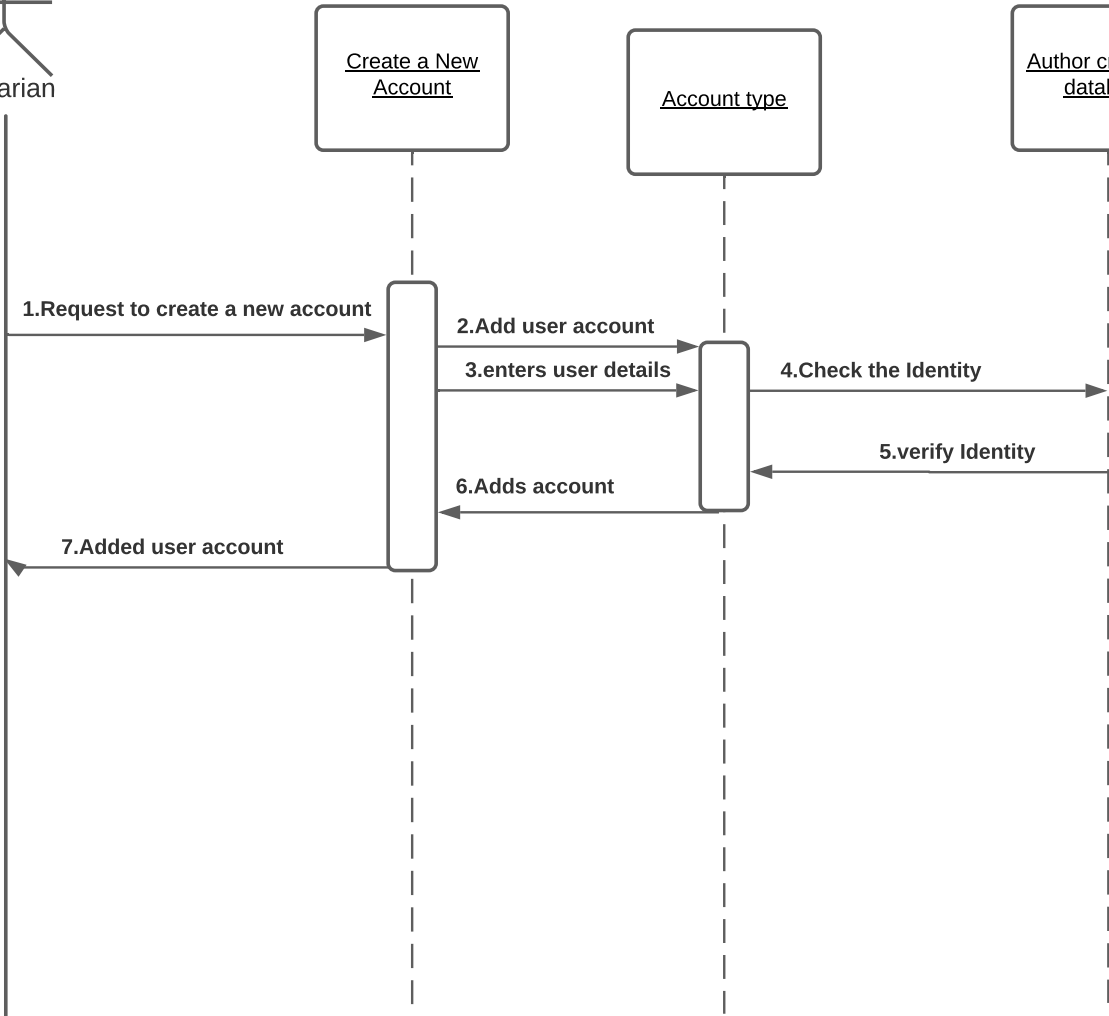 Create a New
Account
Account type
Author
arian
1.Request to create a new account
2.Add user account
3.enters user details
4.Check the Identity
5.verify Identity
6.Adds account
7.Added user account